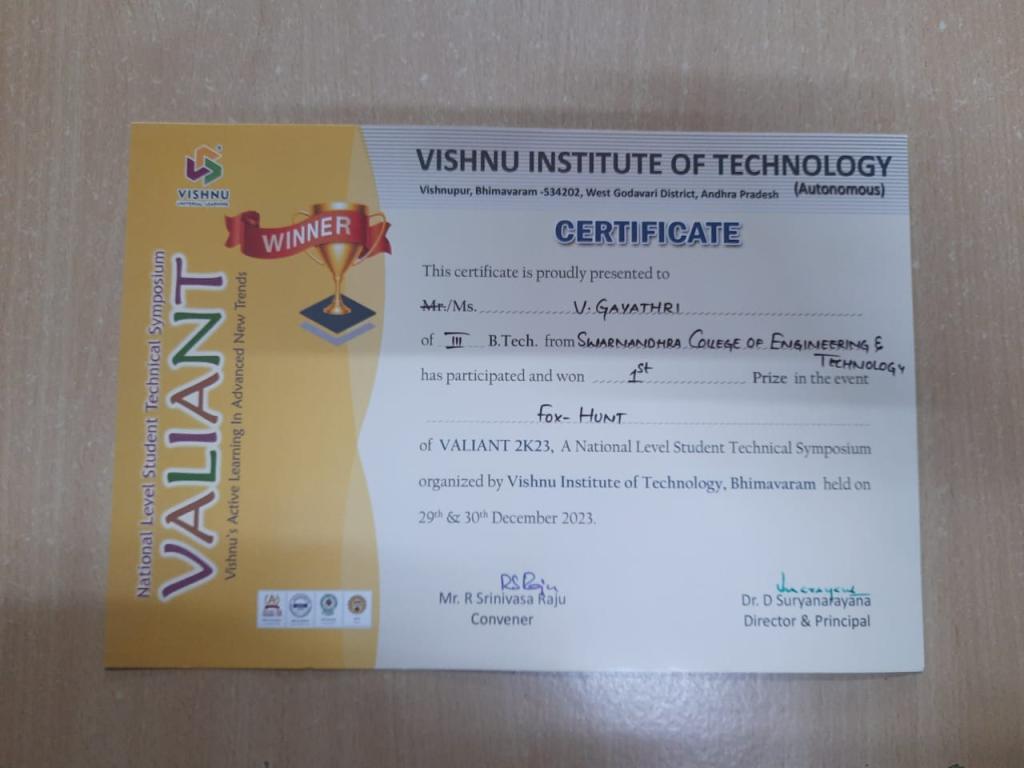 VISHNU
UNIVERSAL LEARNING
WINNER
National Level Student Technical Symposium
VALIANT
Vishnu's Active Learning In Advanced New Trends
VISHNU INSTITUTE OF TECHNOLOGY
(Autonomous)
Vishnupur, Bhimavaram -534202, West Godavari District, Andhra Pradesh
CERTIFICATE
This certificate is proudly presented to
Mr./Ms. V. GAYATHRI
of III B.Tech. from SWARNANDHRA COLLEGE OF ENGINEERING &
TECHNOLOGY
has participated and won 1st Prize in the event
FOX- HUNT
of VALIANT 2K23, A National Level Student Technical Symposium
organized by Vishnu Institute of Technology, Bhimavaram held on
29th & 30th December 2023.
RS Raju
Mr. R Srinivasa Raju
Convener
Dr. D Suryanarayana
Director & Principal